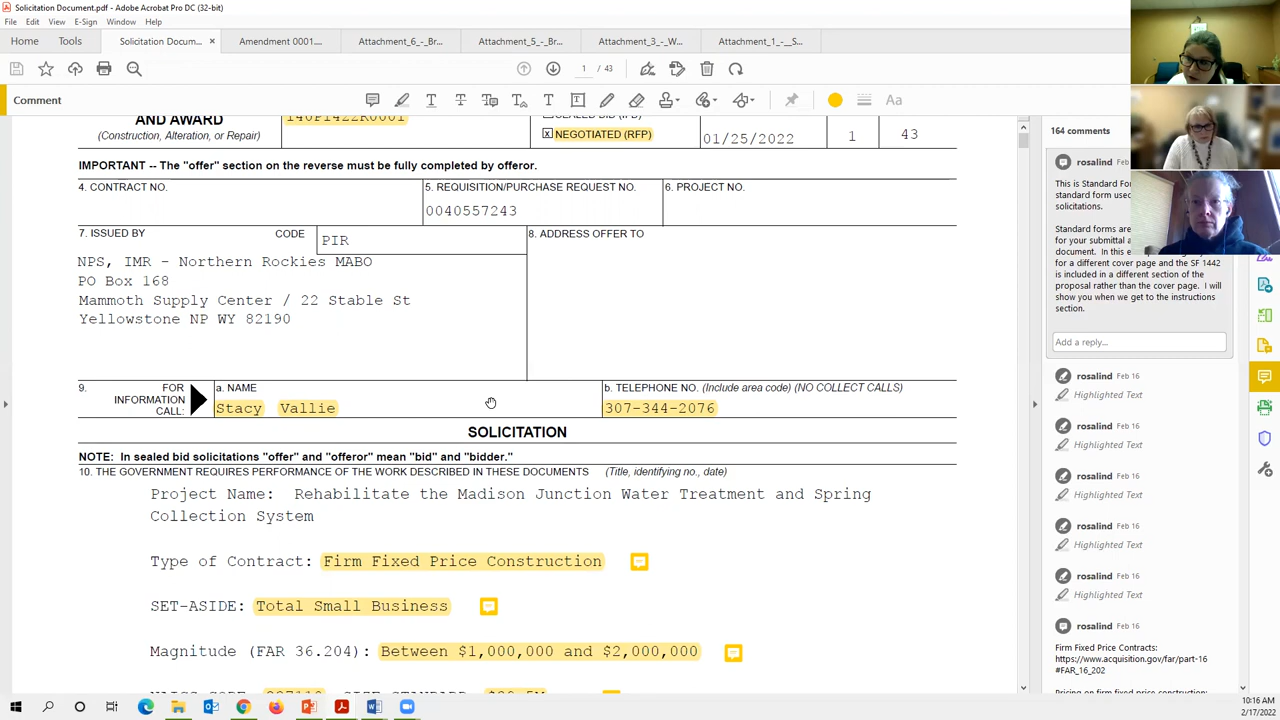 Solicitation Document.pdf - Adobe Acrobat Pro DC (32-bit)
File Edit View E-Sign Window Help
Home Tools Solicitation Docum... × Amendment 0001.... Attachment_6_-_Br... Attachment_5_-_Br... Attachment_3_-_W... Attachment_1_-__S...
1 / 43
Comment
164 comments
AND AWARD
(Construction, Alteration, or Repair)
x NEGOTIATED (RFP)
01/25/2022
1
43
IMPORTANT -- The "offer" section on the reverse must be fully completed by offeror.
4. CONTRACT NO.
5. REQUISITION/PURCHASE REQUEST NO.
0040557243
6. PROJECT NO.
7. ISSUED BY
CODE
PIR
8. ADDRESS OFFER TO
NPS, IMR - Northern Rockies MABO
PO Box 168
Mammoth Supply Center / 22 Stable St
Yellowstone NP WY 82190
9.
FOR
INFORMATION
CALL:
a. NAME
Stacy Vallie
b. TELEPHONE NO. (Include area code) (NO COLLECT CALLS)
307-344-2076
SOLICITATION
NOTE: In sealed bid solicitations "offer" and "offeror" mean "bid" and "bidder."
10. THE GOVERNMENT REQUIRES PERFORMANCE OF THE WORK DESCRIBED IN THESE DOCUMENTS (Title, identifying no., date)
Project Name: Rehabilitate the Madison Junction Water Treatment and Spring
Collection System
Type of Contract: Firm Fixed Price Construction
SET-ASIDE: Total Small Business
Magnitude (FAR 36.204): Between $1,000,000 and $2,000,000
rosalind Feb
This is Standard For
standard form used
solicitations.
Standard forms are
for your submittal a
document. In this e
for a different cover page and the SF 1442
is included in a different section of the
proposal rather than the cover page. I will
show you when we get to the instructions
section.
Add a reply...
rosalind Feb 16
Highlighted Text
rosalind Feb 16
Highlighted Text
rosalind Feb 16
Highlighted Text
rosalind Feb 16
Highlighted Text
rosalind Feb 16
Highlighted Text
rosalind Feb 16
Firm Fixed Price Contracts:
https://www.acquisition.gov/far/part-16
#FAR_16_202
10:16 AM
2/17/2022